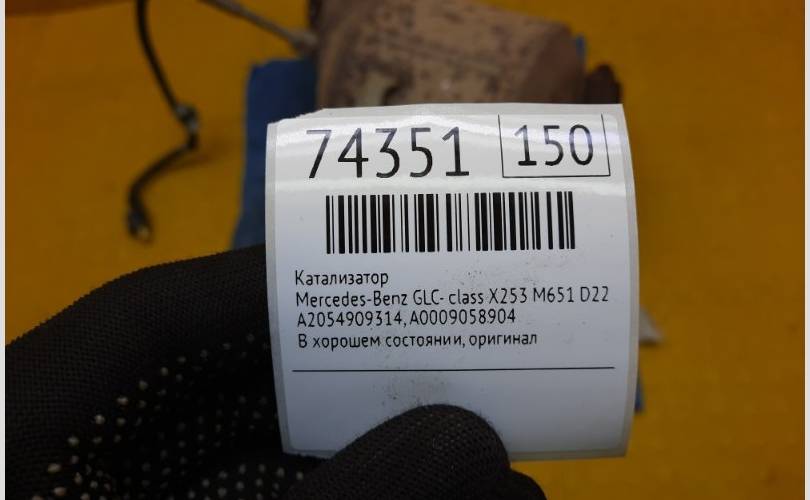 74351 150
Катализатор
Mercedes-Benz GLC- class X253 M651 D22
A2054909314, A0009058904
В хорошем состоянии, оригинал